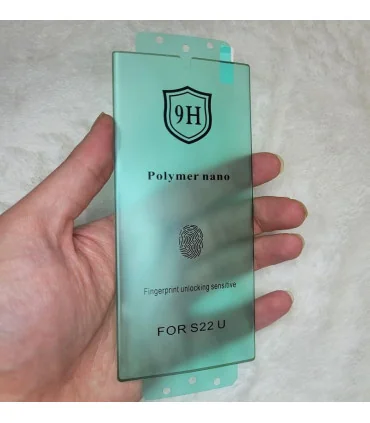 9H
Polymer nano
Fingerprint unlocking sensitive
FOR S22 U